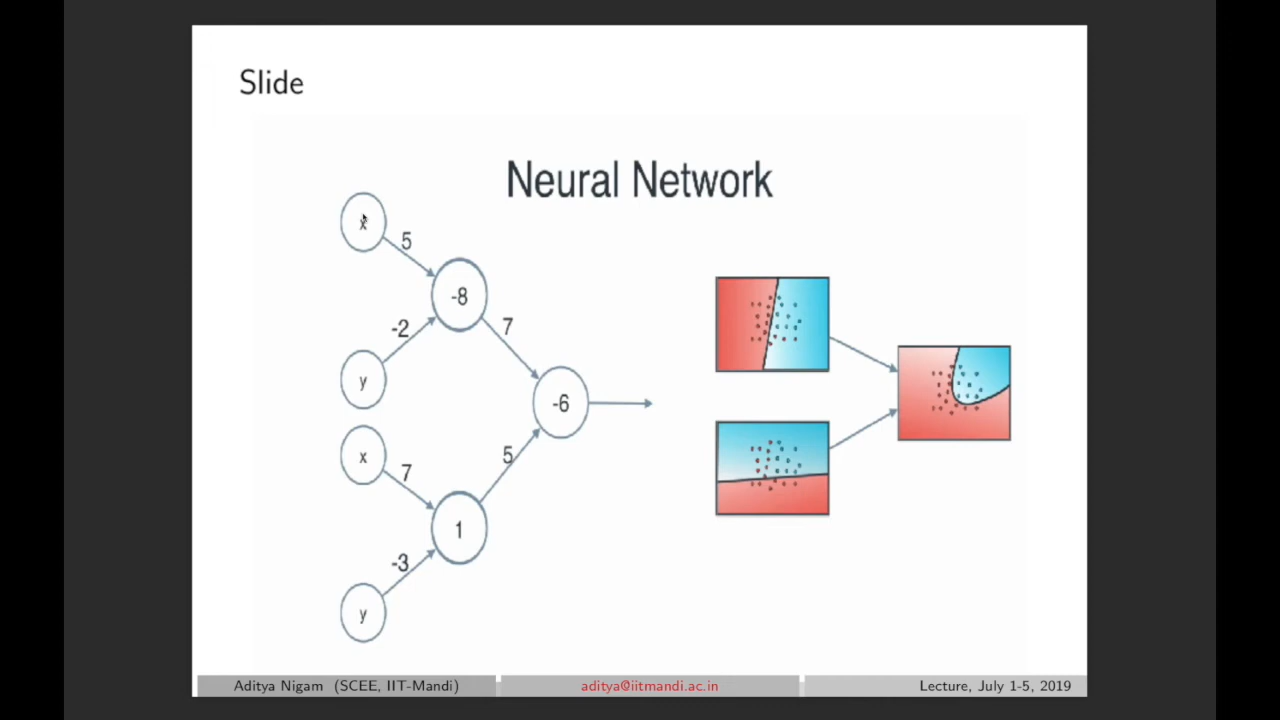 Slide
Neural Network
x
5
-8
-2
7
y
-6
x
5
7
1
-3
y
Aditya Nigam (SCEE, IIT-Mandi)
aditya@iitmandi.ac.in
Lecture, July 1-5, 2019